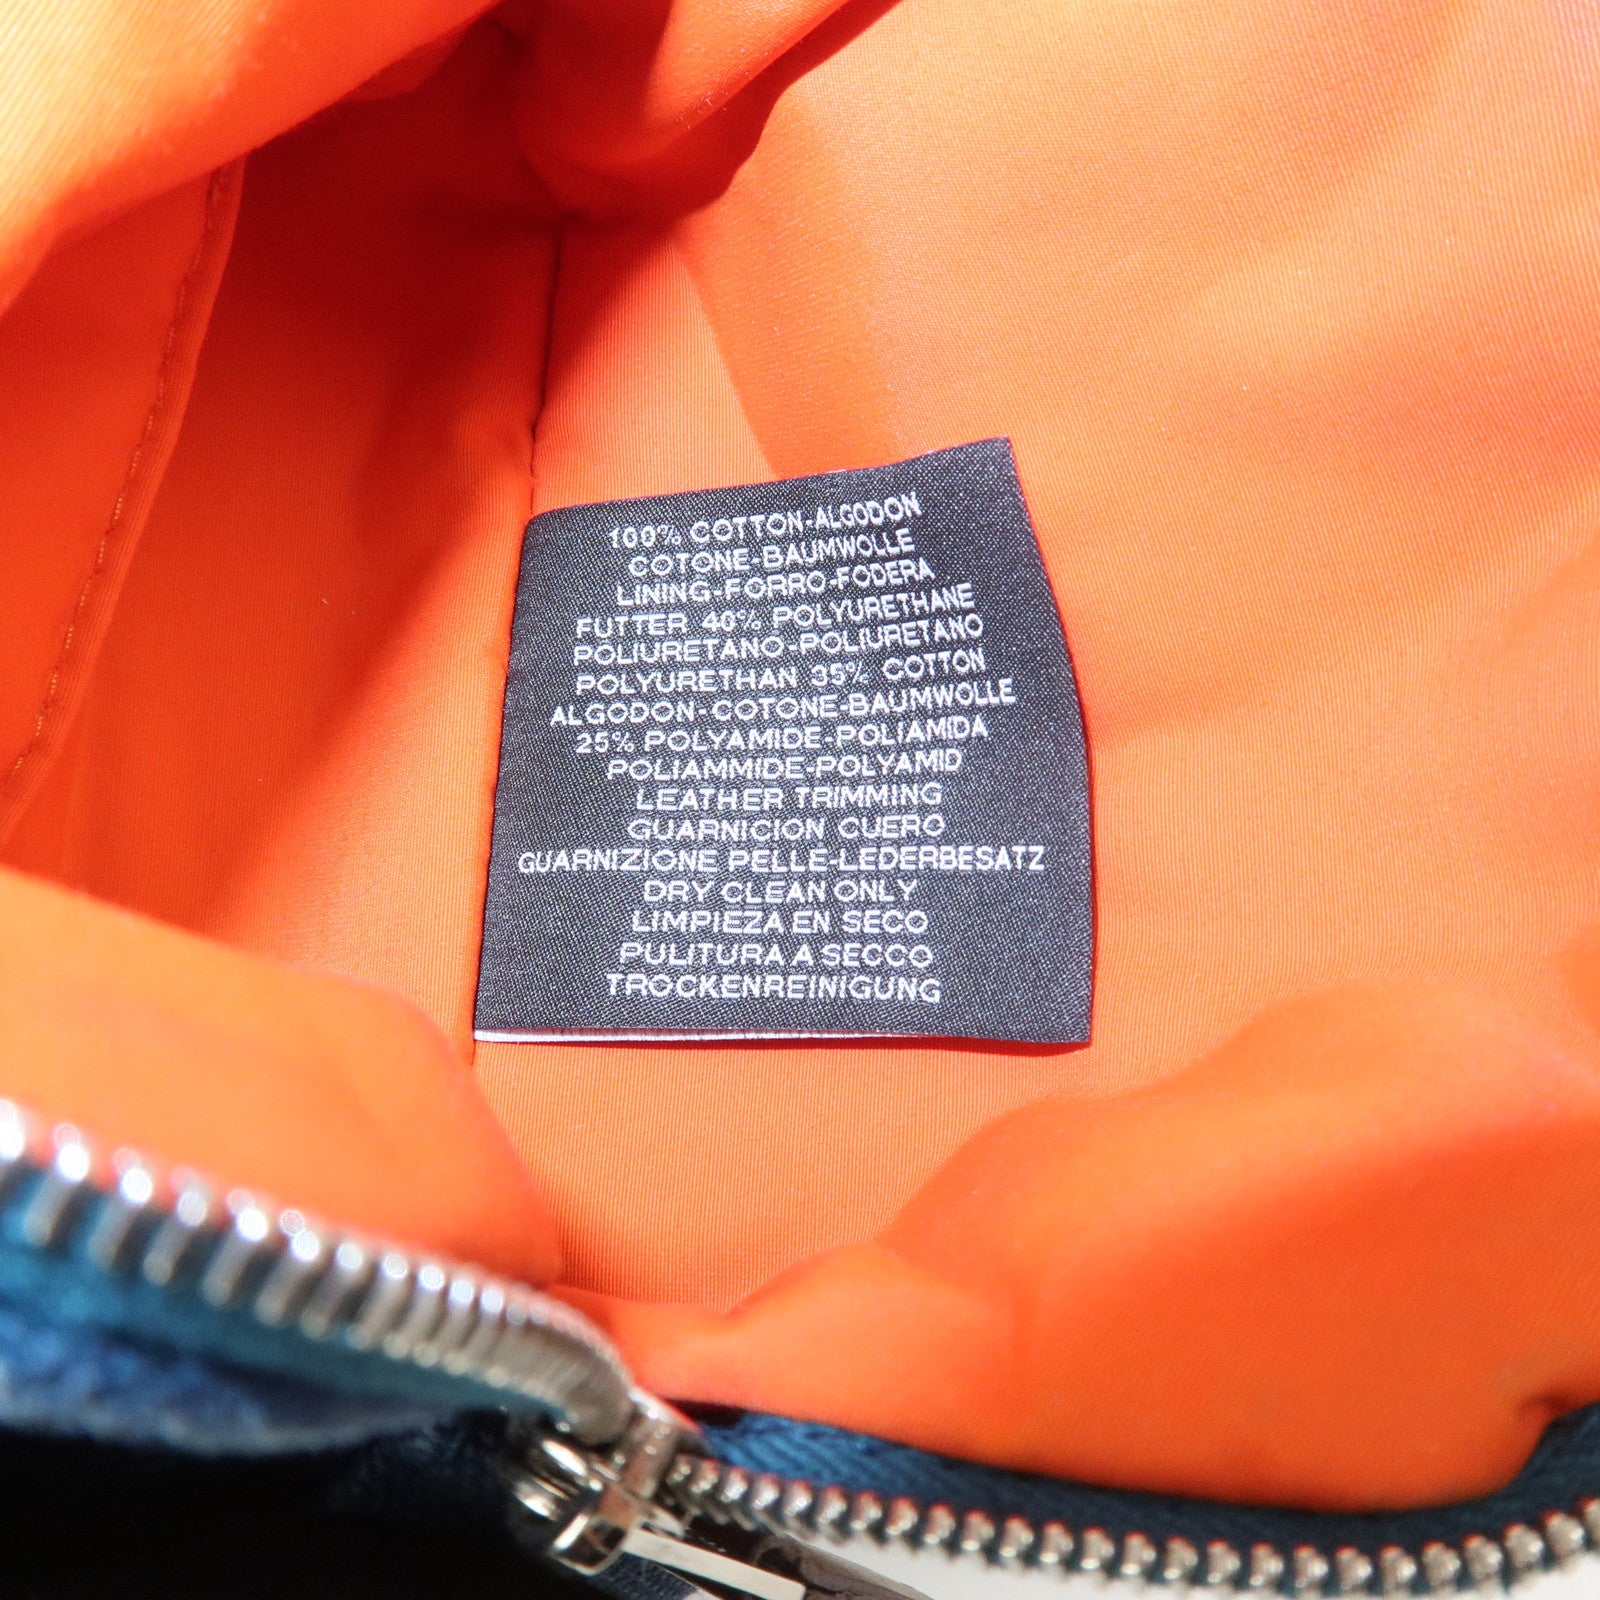 100% COTTON-ALGODON
COTONE-BAUMWOLLE
LINING-FORRO-FODERA
FUTTER 40% POLYURETHANE
POLIURETANO-POLIURETANO
POLYURETHAN 35% COTTON
ALGODON-COTONE-BAUMWOLLE
25% POLYAMIDE POLIAMIDA
POLIAMMIDE-POLYAMID
LEATHER TRIMMING
GUARNICION CUERO
GUARNIZIONE PELLE-LEDERBESATZ
DRY CLEAN ONLY
LIMPIEZA EN SECO
PULITURA A SECCO
TROCKENREINIGUNG